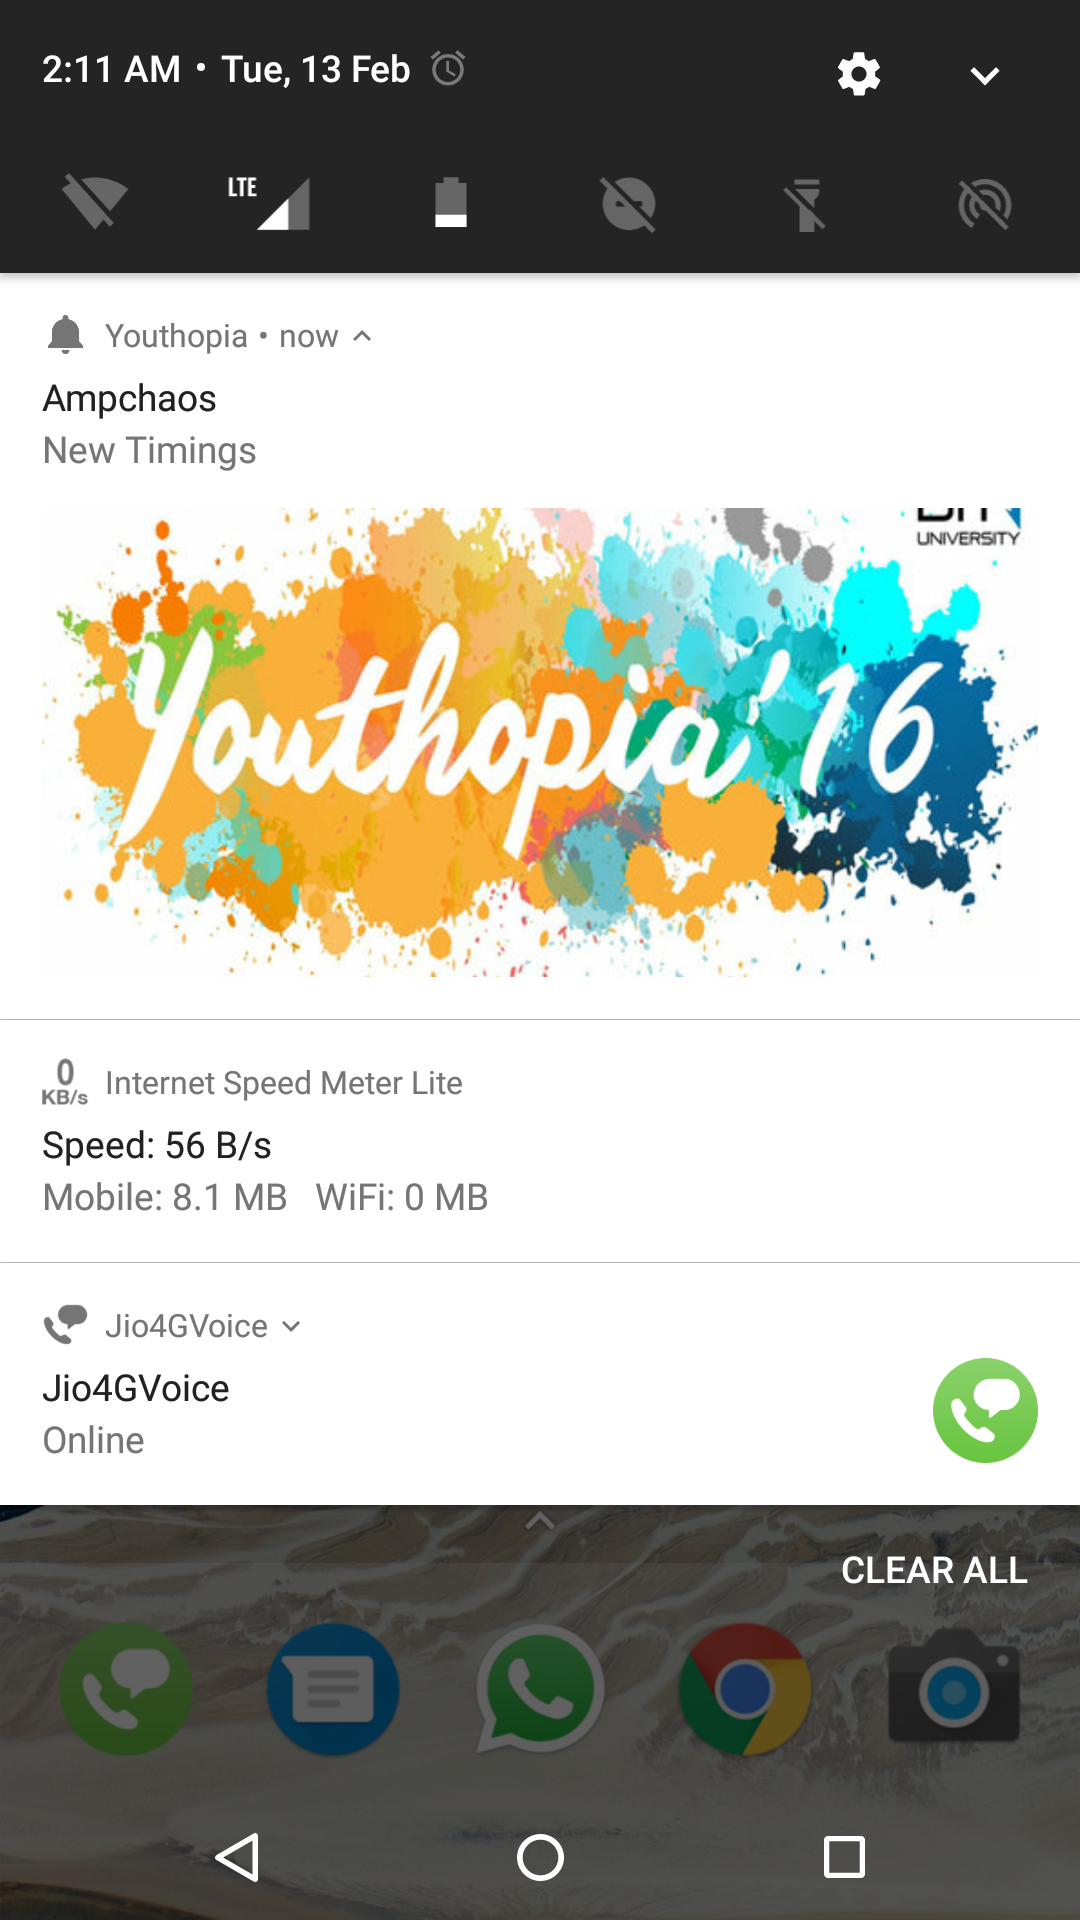 2:11 AM • Tue, 13 Feb
LTE
Youthopia • now
Ampchaos
New Timings
UNIVERSITY
Youthopia'16
0
KB/s
Internet Speed Meter Lite
Speed: 56 B/s
Mobile: 8.1 MB WiFi: 0 MB
Jio4GVoice
Jio4GVoice
Online
CLEAR ALL